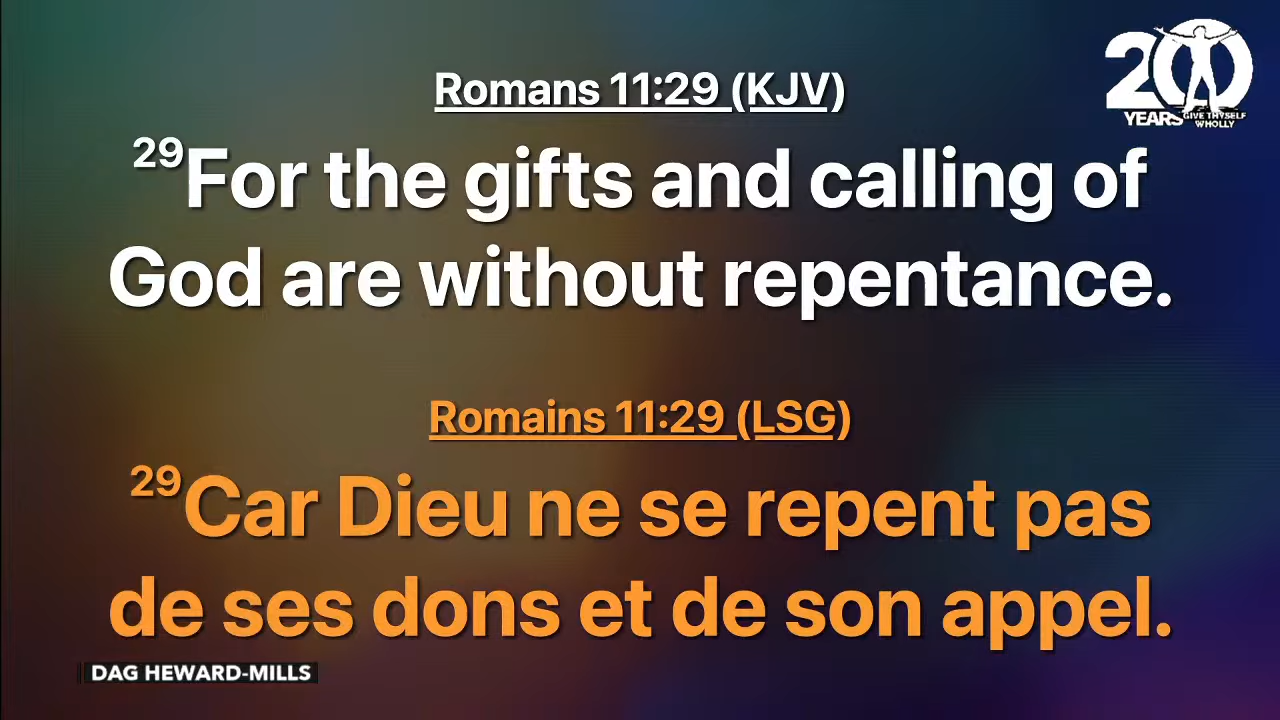 20
YEARS
GIVE THYSELF
WHOLLY
Romans 11:29 (KJV)
29For the gifts and calling of
God are without repentance.
Romains 11:29 (LSG)
29Car Dieu ne se repent pas
de ses dons et de son appel.
DAG HEWARD-MILLS